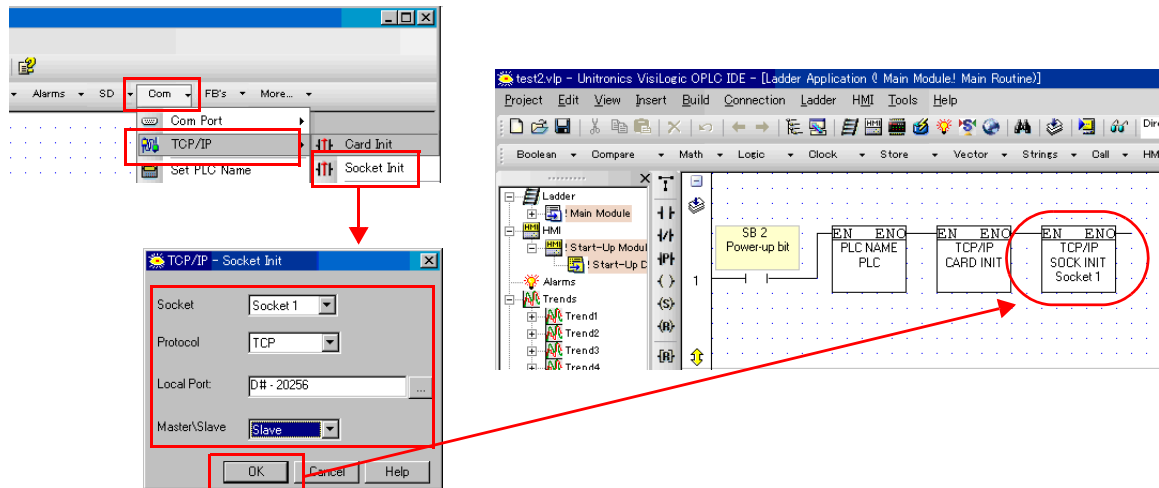 Alarms SD Com FB's More...
Com Port
TCP/IP
Set PLC Name
Card Init
Socket Init
TCP/IP - Socket Init
Socket Socket 1
Protocol TCP
Local Port: D# - 20256 ...
Master\Slave Slave
OK Cancel Help
test2.vlp - Unitronics VisiLogic OPLC IDE - [Ladder Application (! Main Module.! Main Routine)]
Project Edit View Insert Build Connection Ladder HMI Tools Help
Boolean Compare Math Logic Clock Store Vector Strings Call
Ladder
! Main Module
HMI
! Start-Up Modul
! Start-Up D
Alarms
Trends
Trend1
Trend2
Trend3
Trend4
1
SB 2
Power-up bit
EN ENO
PLC NAME
PLC
EN ENO
TCP/IP
CARD INIT
EN ENO
TCP/IP
SOCK INIT
Socket 1